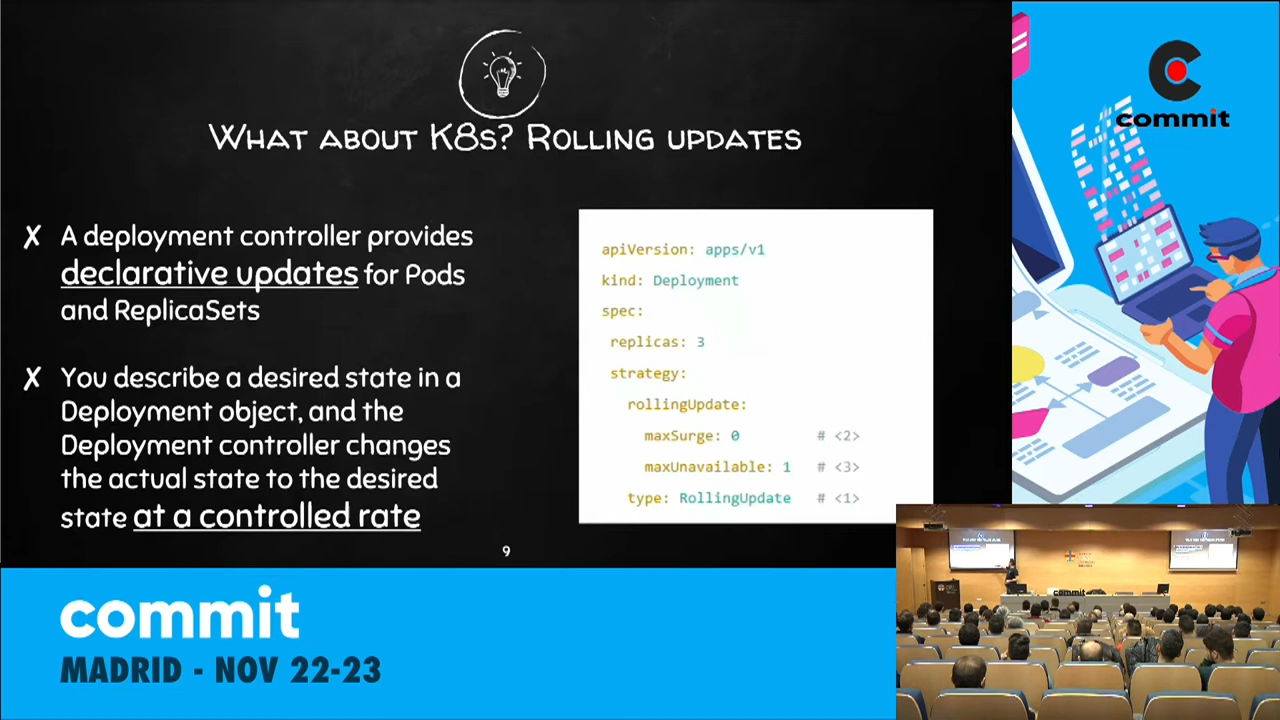 WHAT ABOUT K8S? ROLLING UPDATES
✗ A deployment controller provides
declarative updates for Pods
and ReplicaSets
✗ You describe a desired state in a
Deployment object, and the
Deployment controller changes
the actual state to the desired
state at a controlled rate
apiVersion: apps/v1
kind: Deployment
spec:
replicas: 3
strategy:
rollingUpdate:
maxSurge: 0 # <2>
maxUnavailable: 1 # <3>
type: RollingUpdate # <1>
9
commit
commit
MADRID - NOV 22-23
commit